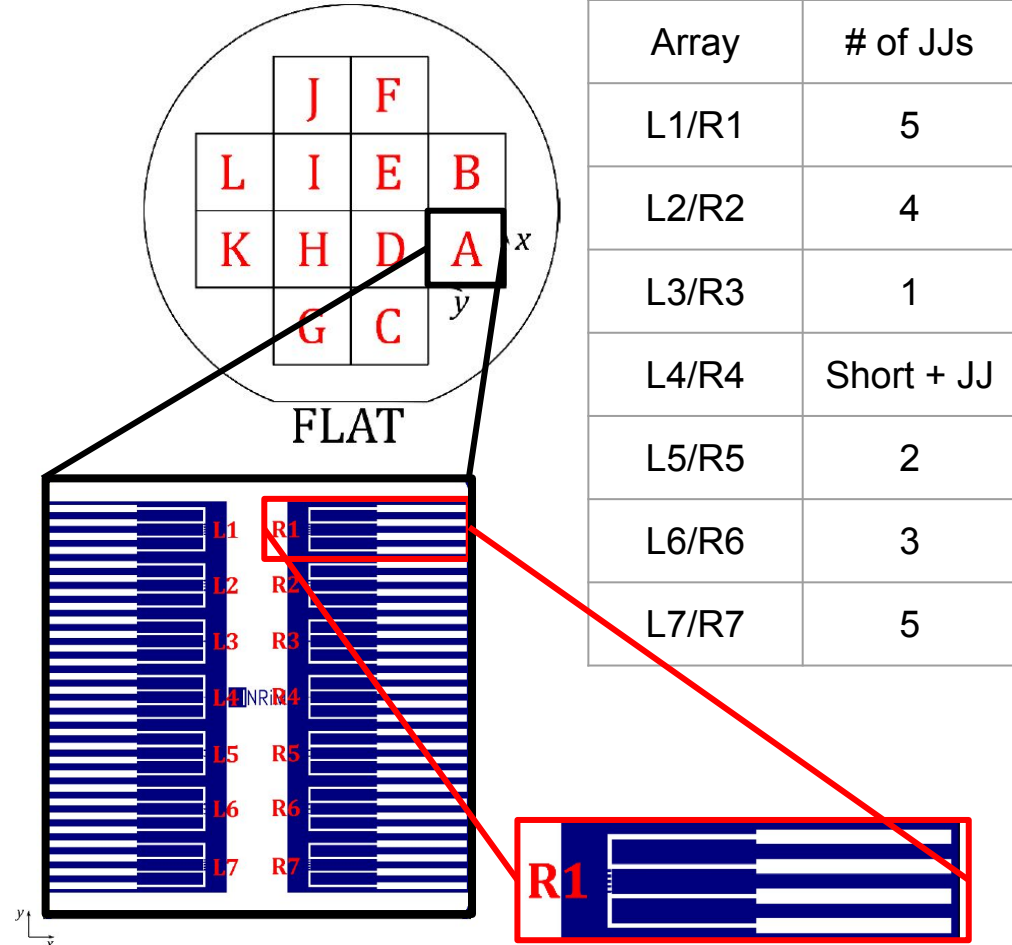 J F
L I E B
K H D A x
y
G C
FLAT
Array # of JJs
L1/R1 5
L2/R2 4
L3/R3 1
L4/R4 Short + JJ
L5/R5 2
L6/R6 3
L7/R7 5
L1 R1
L2 R2
L3 R3
L4 INRiM R4
L5 R5
L6 R6
L7 R7
R1
y
x